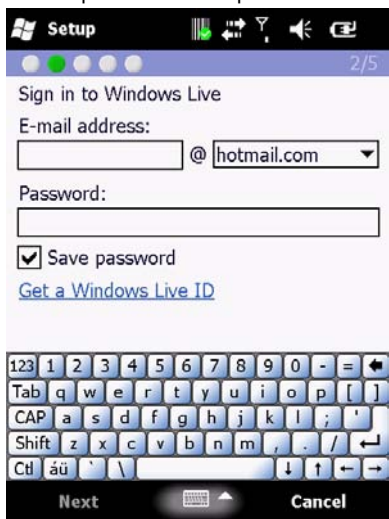 Setup
2/5
Sign in to Windows Live
E-mail address:
@ hotmail.com
Password:
Save password
Get a Windows Live ID
123 1 2 3 4 5 6 7 8 9 0 - =
Tab q w e r t y u i o p [ ]
CAP a s d f g h j k l ; '
Shift z x c v b n m , . /
Ctl áü ` \
Next Cancel